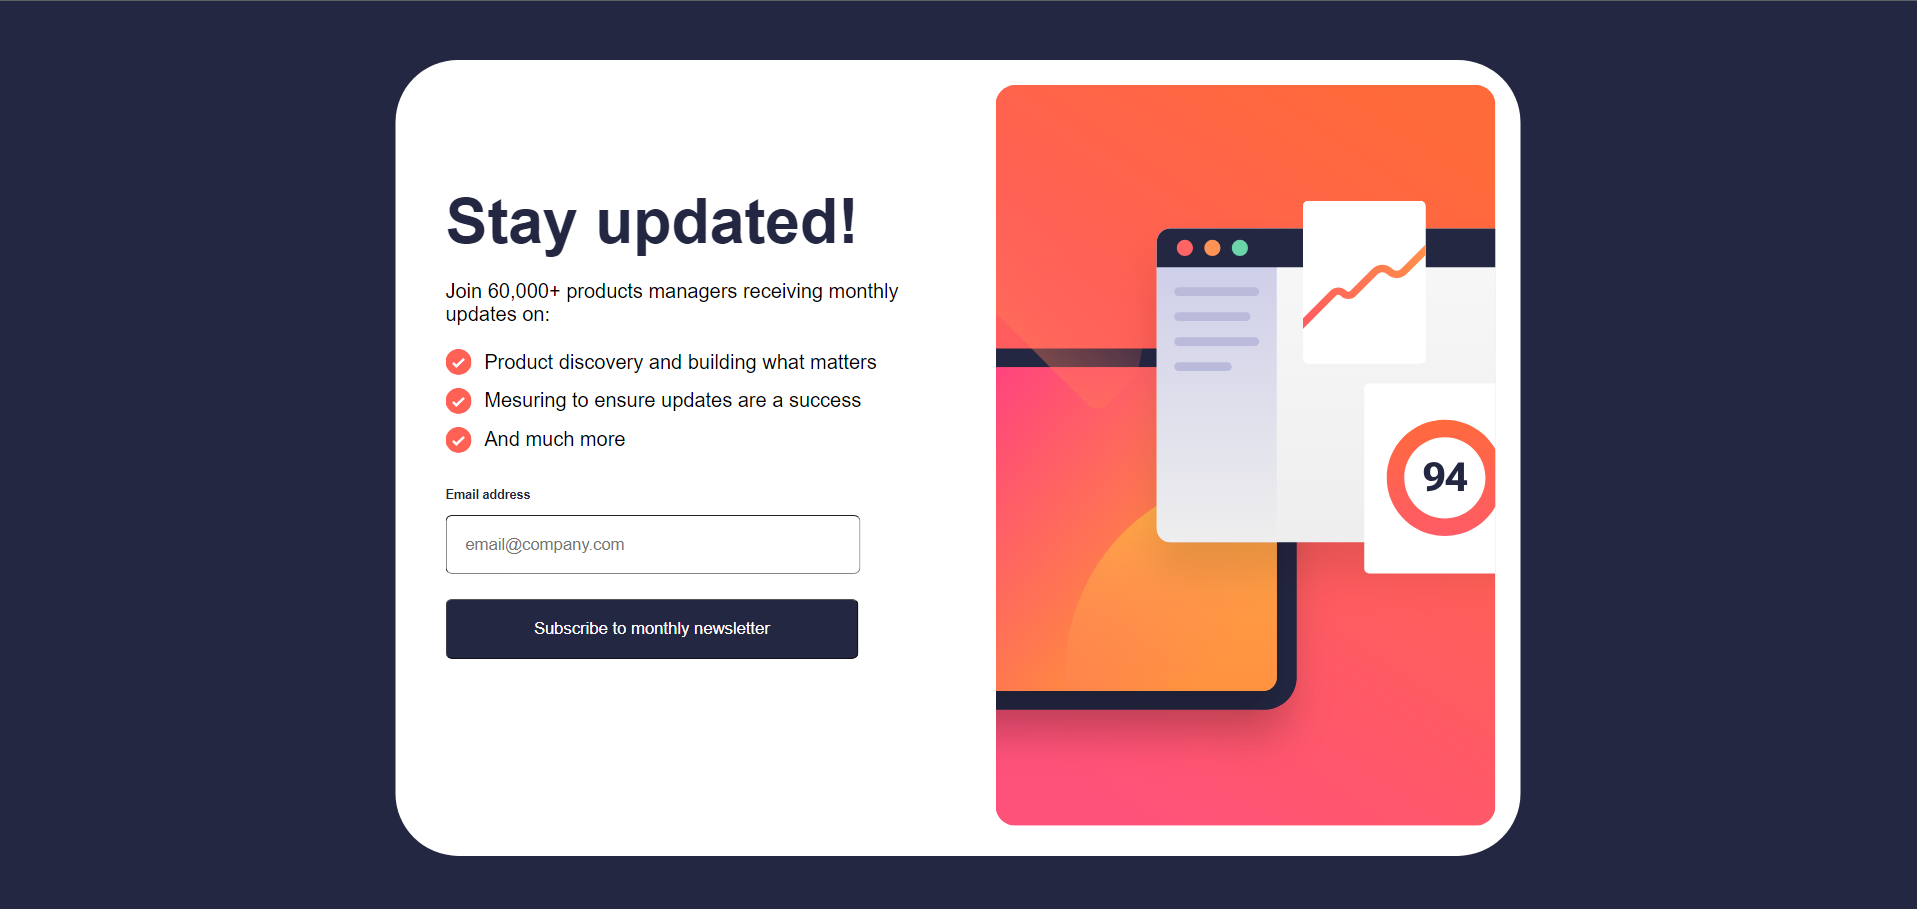 Stay updated!
Join 60,000+ products managers receiving monthly
updates on:
Product discovery and building what matters
Mesuring to ensure updates are a success
And much more
Email address
email@company.com
Subscribe to monthly newsletter
94